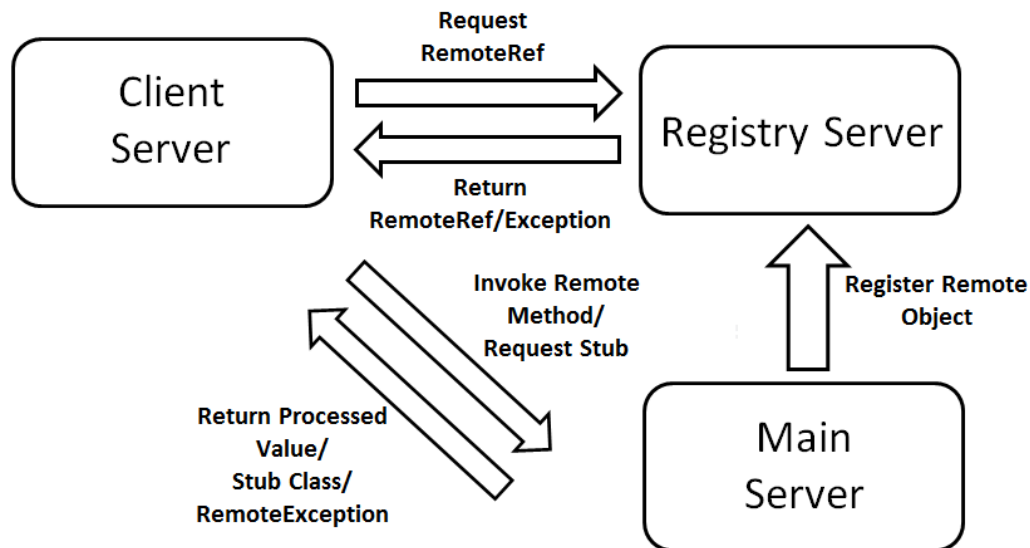 Request
RemoteRef
Client
Server
Registry Server
Return
RemoteRef/Exception
Invoke Remote
Method/
Request Stub
Register Remote
Object
Return Processed
Value/
Stub Class/
RemoteException
Main
Server